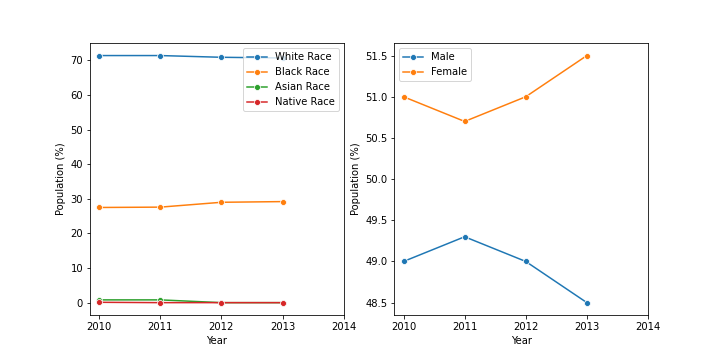 White Race
Black Race
Asian Race
Native Race
Population (%)
70
60
50
40
30
20
10
0
2010 2011 2012 2013 2014
Year
Male
Female
Population (%)
51.5
51.0
50.5
50.0
49.5
49.0
48.5
2010 2011 2012 2013 2014
Year